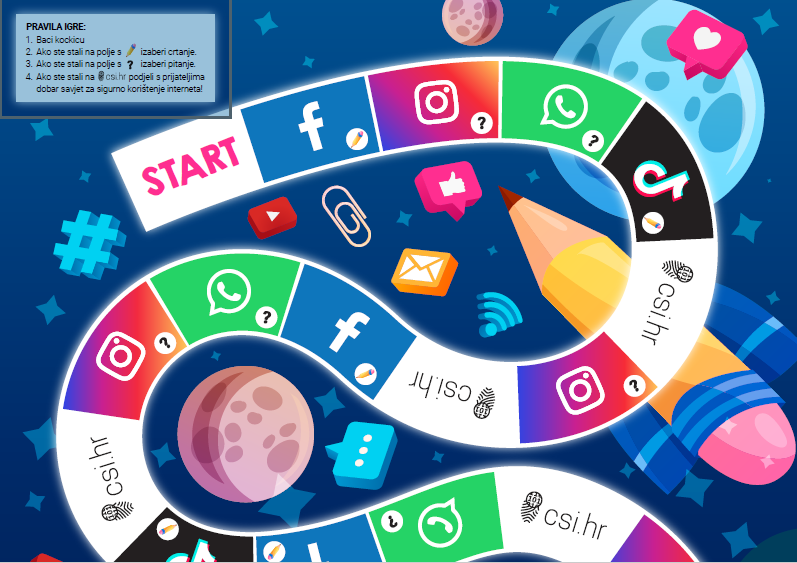 PRAVILA IGRE:
1. Baci kockicu
2. Ako ste stali na polje s izaberi crtanje.
3. Ako ste stali na polje s ? izaberi pitanje.
4. Ako ste stali na csi.hr podjeli s prijateljima
dobar savjet za sigurno korištenje interneta!
START
f
?
?
csi.hr
?
csi.hr
f
?
?
csi.hr
?
csi.hr